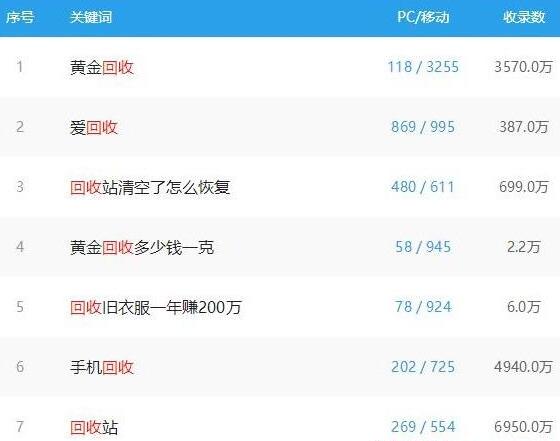 序号 关键词 PC/移动 收录数
1 黄金回收 118 / 3255 3570.0万
2 爱回收 869 / 995 387.0万
3 回收站清空了怎么恢复 480 / 611 699.0万
4 黄金回收多少钱一克 58 / 945 2.2万
5 回收旧衣服一年赚200万 78 / 924 6.0万
6 手机回收 202 / 725 4940.0万
7 回收站 269 / 554 6950.0万